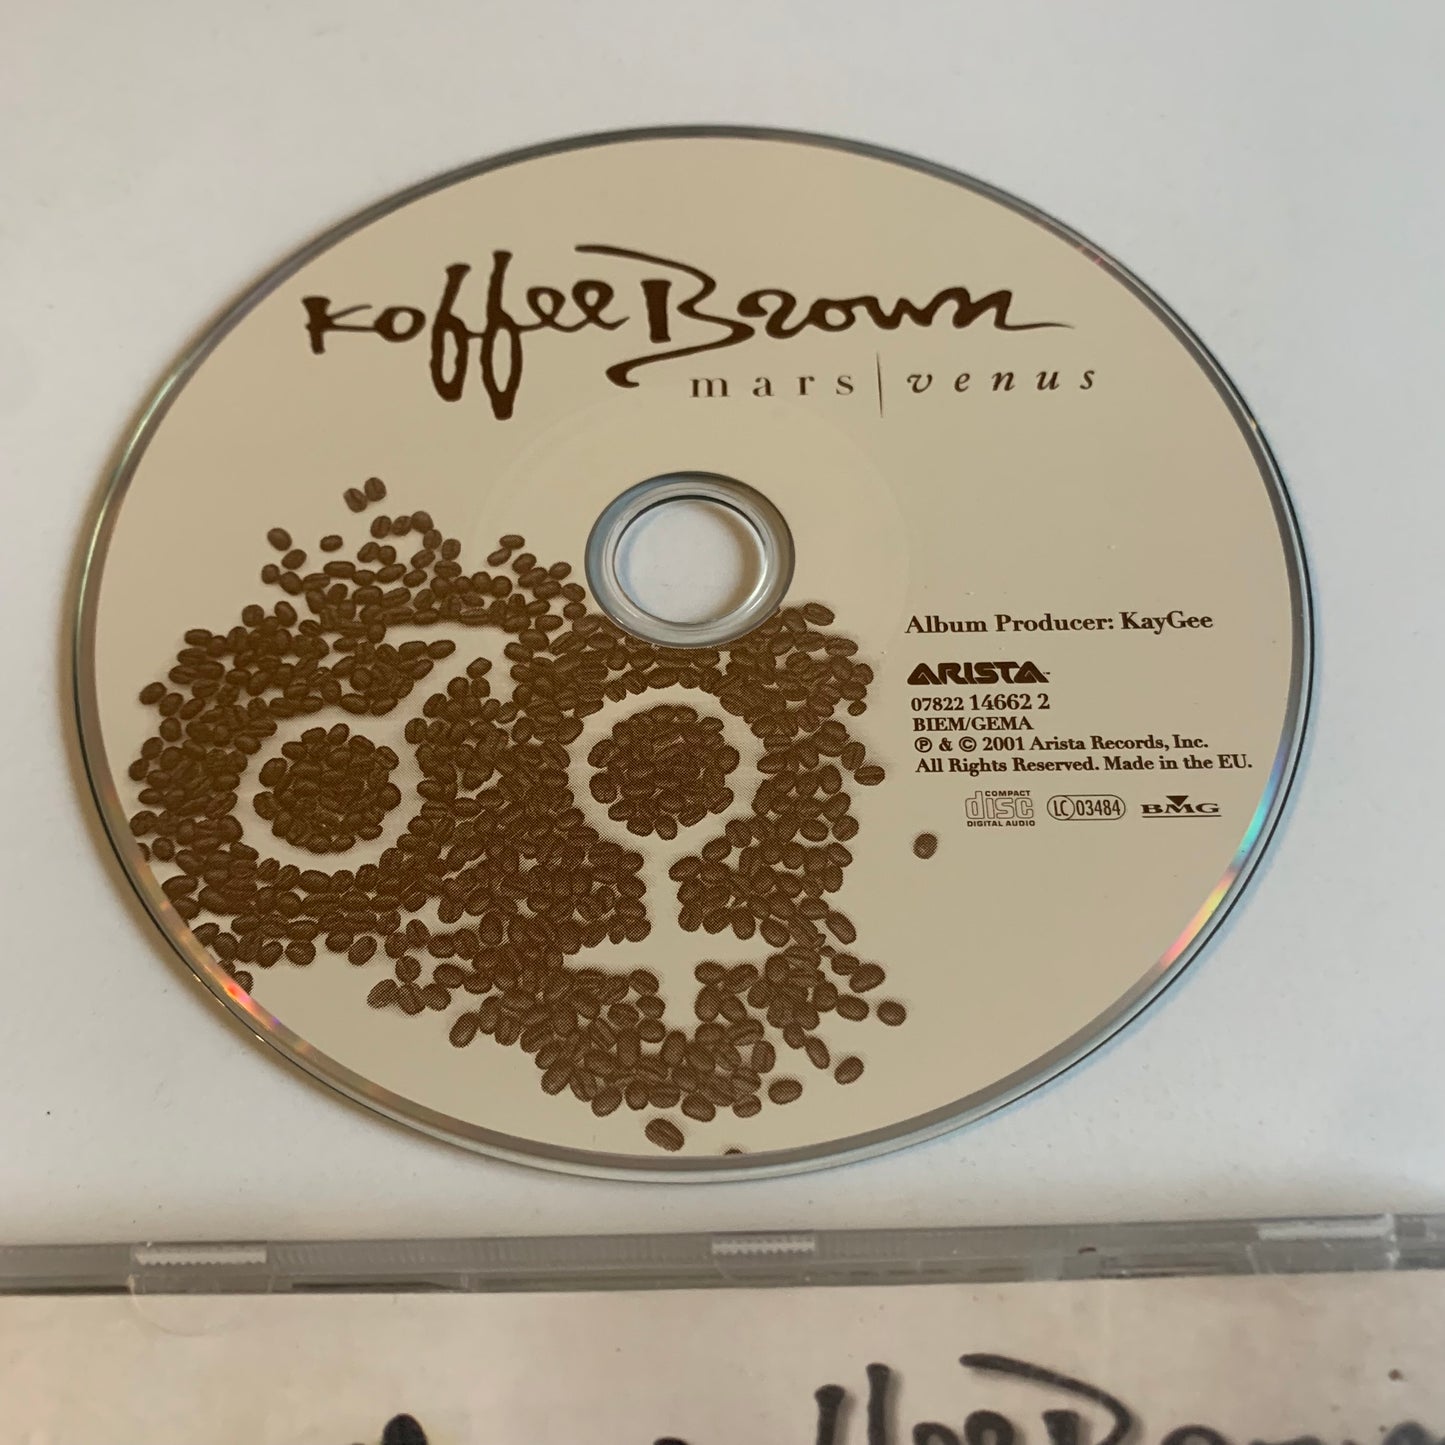 Koffee Brown
mars | venus
Album Producer: KayGee
ARISTA™
07822 14662 2
BIEM/GEMA
℗ & © 2001 Arista Records, Inc.
All Rights Reserved. Made in the EU.
COMPACT
disc
DIGITAL AUDIO
LC 03484
BMG